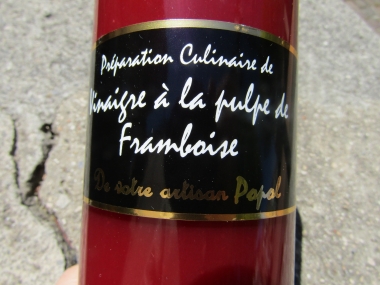 Préparation Culinaire de
Vinaigre à la pulpe de
Framboise
De votre artisan Popol